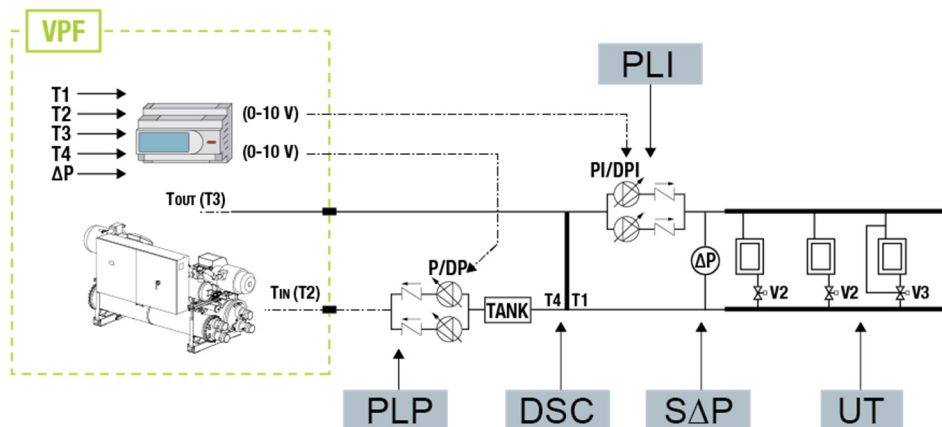 VPF
PLI
T1
T2 (0-10 V)
T3
T4 (0-10 V)
ΔP
PI/DPI
TOUT (T3)
P/DP
ΔP
TIN (T2)
TANK
T4 T1
V2 V2 V3
PLP DSC SΔP UT